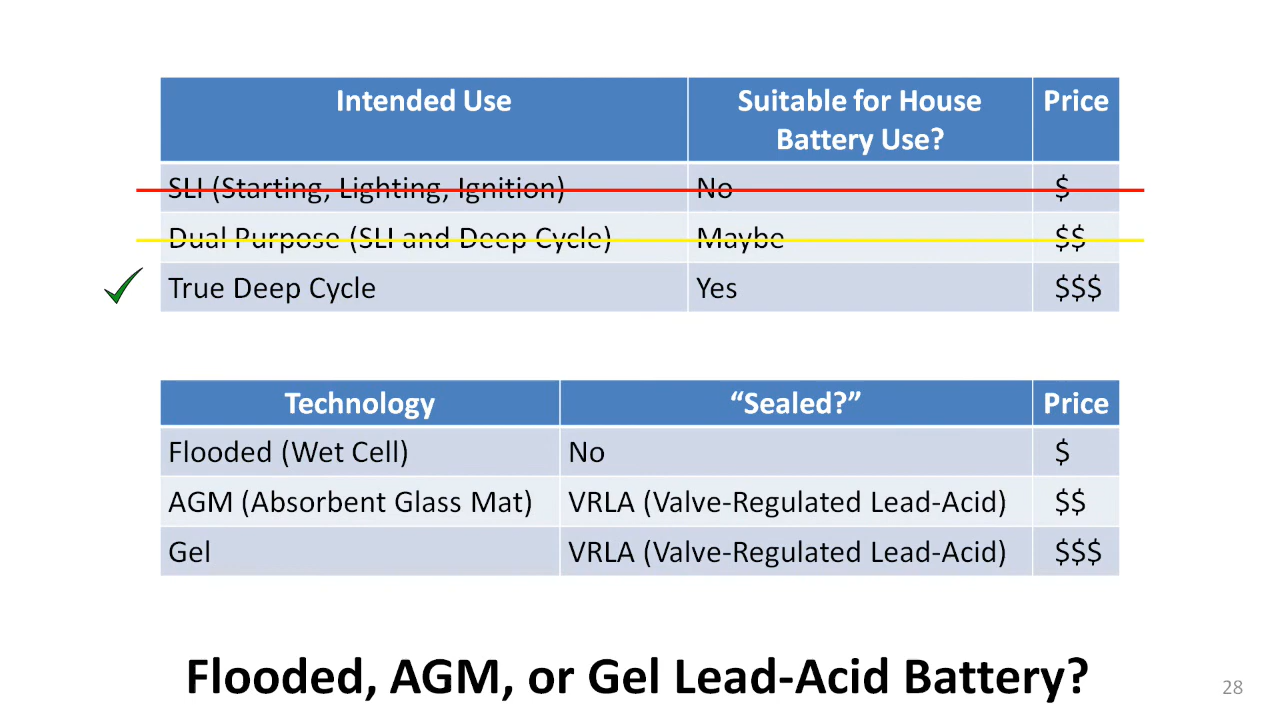 Intended Use Suitable for House Battery Use? Price
SLI (Starting, Lighting, Ignition) No $
Dual Purpose (SLI and Deep Cycle) Maybe $$
True Deep Cycle Yes $$$
Technology “Sealed?” Price
Flooded (Wet Cell) No $
AGM (Absorbent Glass Mat) VRLA (Valve-Regulated Lead-Acid) $$
Gel VRLA (Valve-Regulated Lead-Acid) $$$
Flooded, AGM, or Gel Lead-Acid Battery?
28